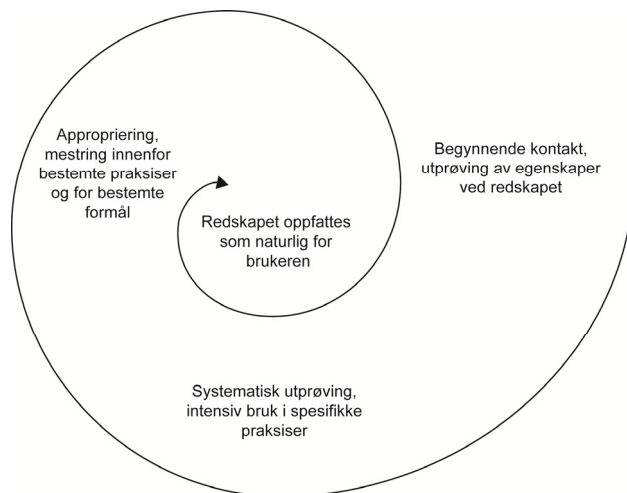 Begynnende kontakt,
utprøving av egenskaper
ved redskapet
Systematisk utprøving,
intensiv bruk i spesifikke
praksiser
Appropriering,
mestring innenfor
bestemte praksiser
og for bestemte
formål
Redskapet oppfattes
som naturlig for
brukeren